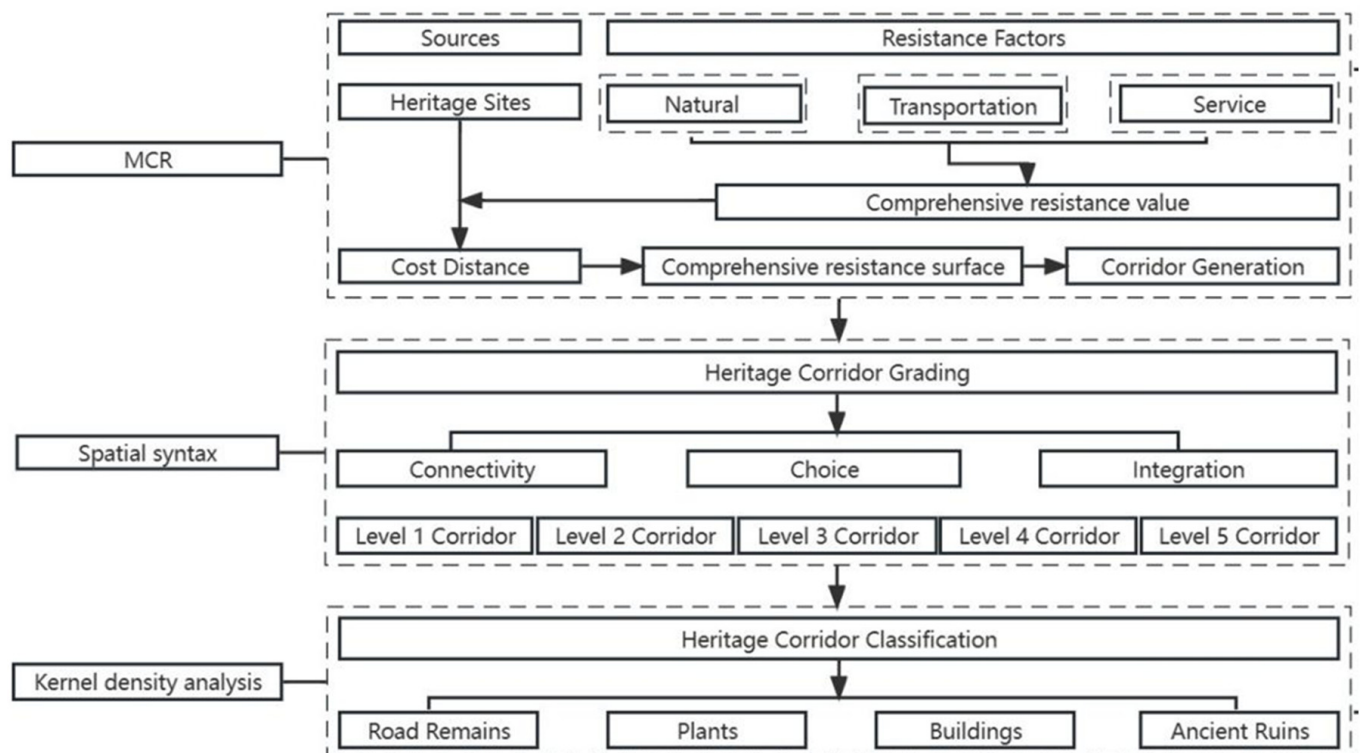 Sources
Resistance Factors
Heritage Sites
Natural
Transportation
Service
MCR
Comprehensive resistance value
Cost Distance
Comprehensive resistance surface
Corridor Generation
Heritage Corridor Grading
Spatial syntax
Connectivity
Choice
Integration
Level 1 Corridor
Level 2 Corridor
Level 3 Corridor
Level 4 Corridor
Level 5 Corridor
Heritage Corridor Classification
Kernel density analysis
Road Remains
Plants
Buildings
Ancient Ruins